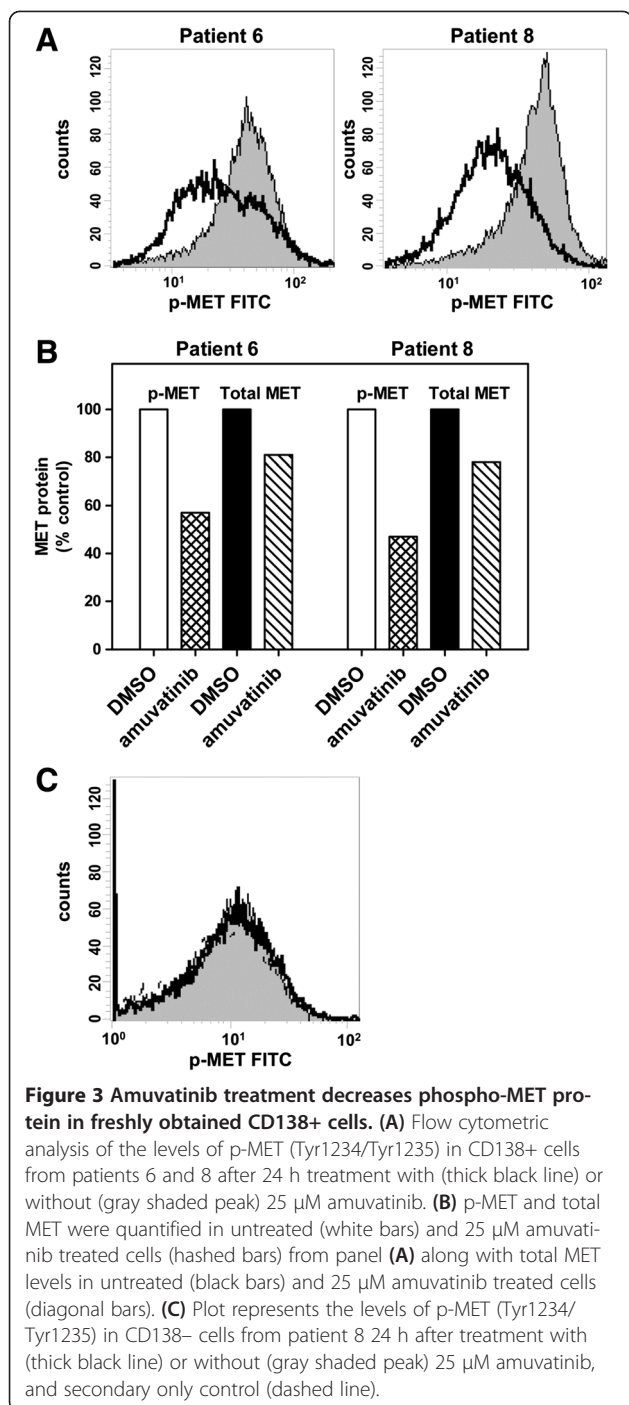 A
Patient 6
Patient 8
counts
120
100
80
60
40
20
0
10¹
10²
p-MET FITC
counts
120
100
80
60
40
20
0
10¹
10²
p-MET FITC
B
Patient 6
Patient 8
p-MET
Total MET
p-MET
Total MET
MET protein
(% control)
100
80
60
40
20
0
DMSO
amuvatinib
DMSO
amuvatinib
DMSO
amuvatinib
DMSO
amuvatinib
C
counts
120
100
80
60
40
20
0
10⁰
10¹
10²
p-MET FITC
Figure 3 Amuvatinib treatment decreases phospho-MET pro-
tein in freshly obtained CD138+ cells. (A) Flow cytometric
analysis of the levels of p-MET (Tyr1234/Tyr1235) in CD138+ cells
from patients 6 and 8 after 24 h treatment with (thick black line) or
without (gray shaded peak) 25 μM amuvatinib. (B) p-MET and total
MET were quantified in untreated (white bars) and 25 μM amuvati-
nib treated cells (hashed bars) from panel (A) along with total MET
levels in untreated (black bars) and 25 μM amuvatinib treated cells
(diagonal bars). (C) Plot represents the levels of p-MET (Tyr1234/
Tyr1235) in CD138– cells from patient 8 24 h after treatment with
(thick black line) or without (gray shaded peak) 25 μM amuvatinib,
and secondary only control (dashed line).